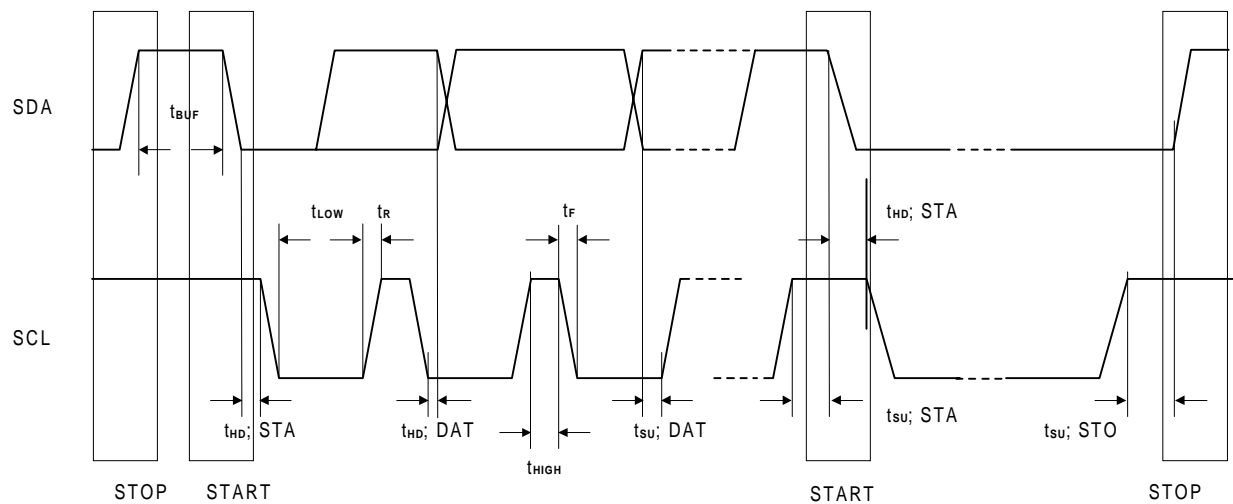 SDA
tBUF
tLOW
tR
tF
tHD; STA
SCL
tHD; STA
tHD; DAT
tHIGH
tSU; DAT
tSU; STA
tSU; STO
STOP
START
START
STOP